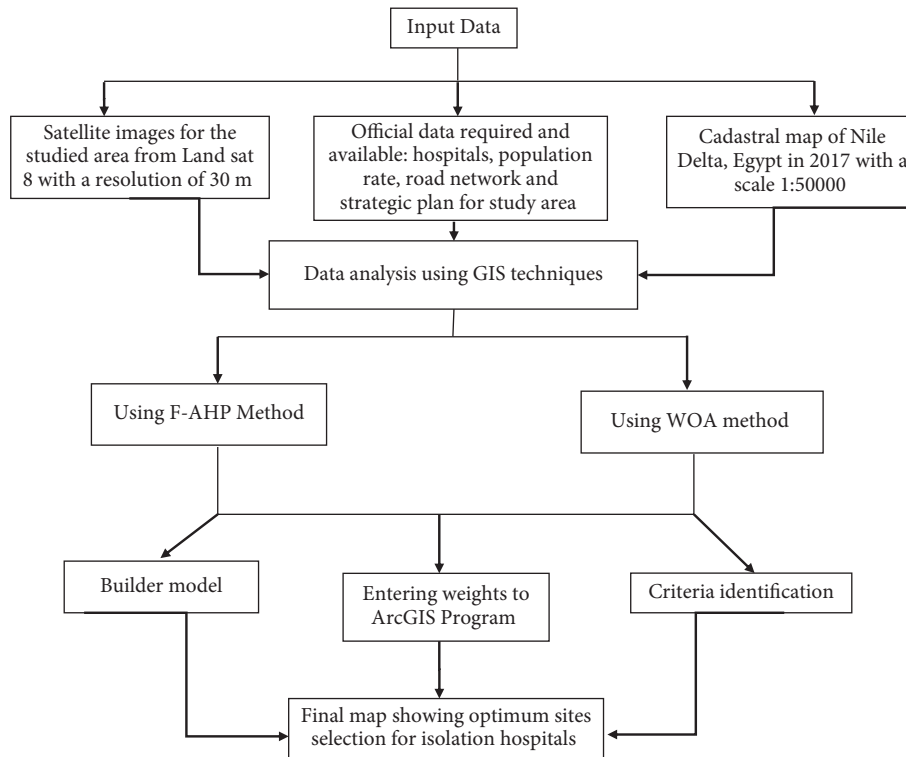 Input Data
Satellite images for the
studied area from Land sat
8 with a resolution of 30 m
Official data required and
available: hospitals, population
rate, road network and
strategic plan for study area
Cadastral map of Nile
Delta, Egypt in 2017 with a
scale 1:50000
Data analysis using GIS techniques
Using F-AHP Method
Using WOA method
Builder model
Entering weights to
ArcGIS Program
Criteria identification
Final map showing optimum sites
selection for isolation hospitals